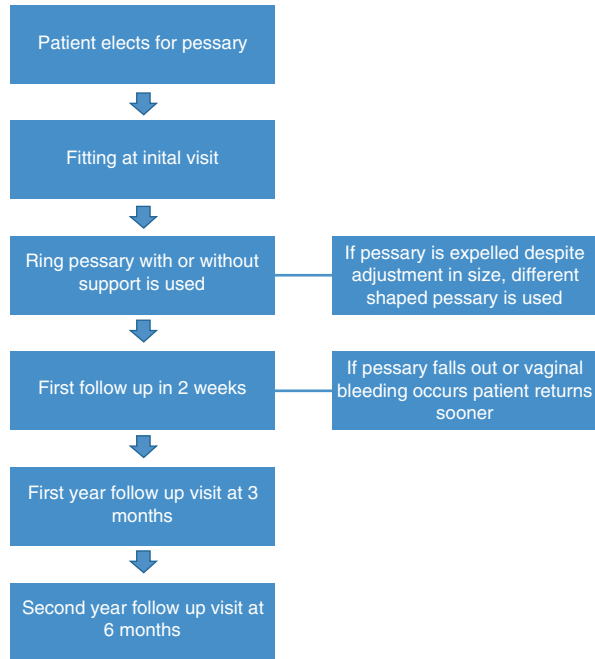 Patient elects for pessary
Fitting at inital visit
Ring pessary with or without
support is used
If pessary is expelled despite
adjustment in size, different
shaped pessary is used
First follow up in 2 weeks
If pessary falls out or vaginal
bleeding occurs patient returns
sooner
First year follow up visit at 3
months
Second year follow up visit at
6 months